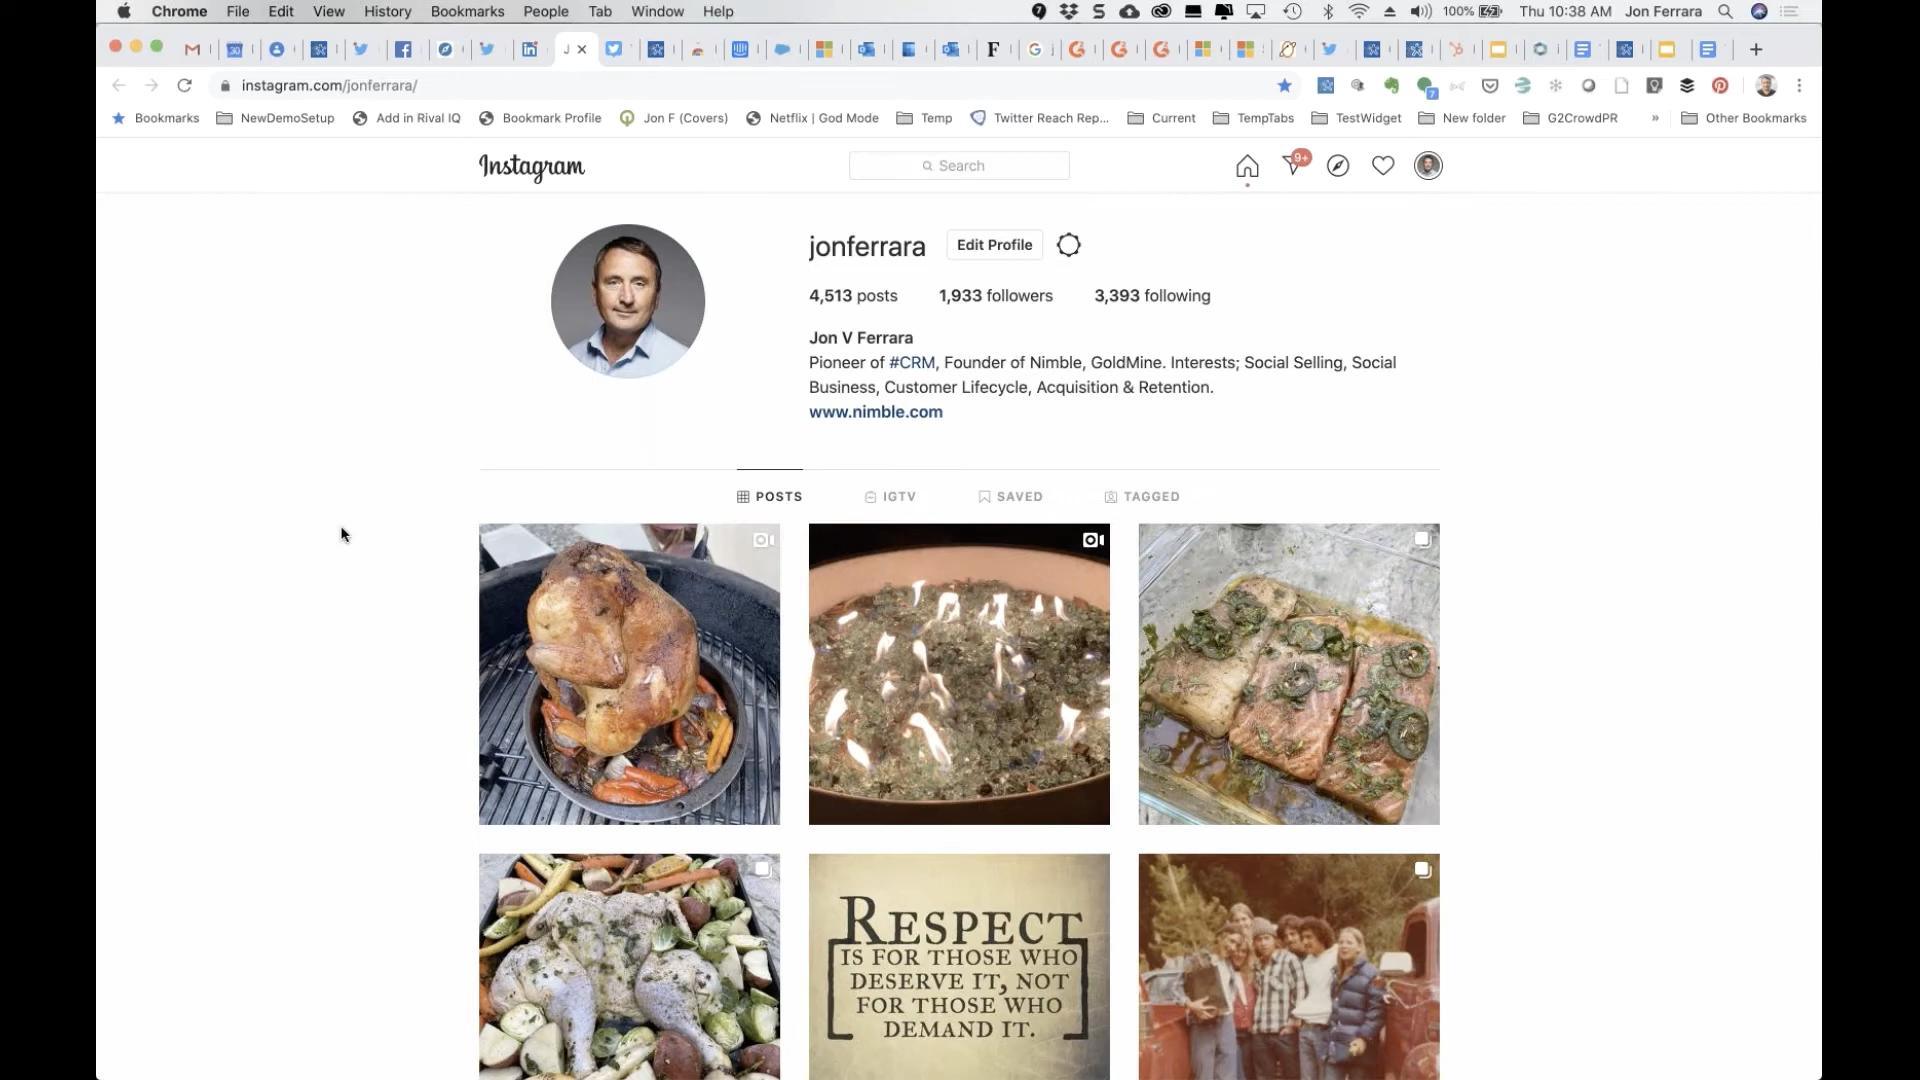 Chrome File Edit View History Bookmarks People Tab Window Help 100% Thu 10:38 AM Jon Ferrara
instagram.com/jonferrara/
Bookmarks NewDemoSetup Add in Rival IQ Bookmark Profile Jon F (Covers) Netflix | God Mode Temp Twitter Reach Rep... Current TempTabs TestWidget New folder G2CrowdPR » Other Bookmarks
Instagram Search 9+
jonferrara Edit Profile
4,513 posts 1,933 followers 3,393 following
Jon V Ferrara
Pioneer of #CRM, Founder of Nimble, GoldMine. Interests; Social Selling, Social
Business, Customer Lifecycle, Acquisition & Retention.
www.nimble.com
POSTS IGTV SAVED TAGGED
RESPECT
IS FOR THOSE WHO
DESERVE IT, NOT
FOR THOSE WHO
DEMAND IT.